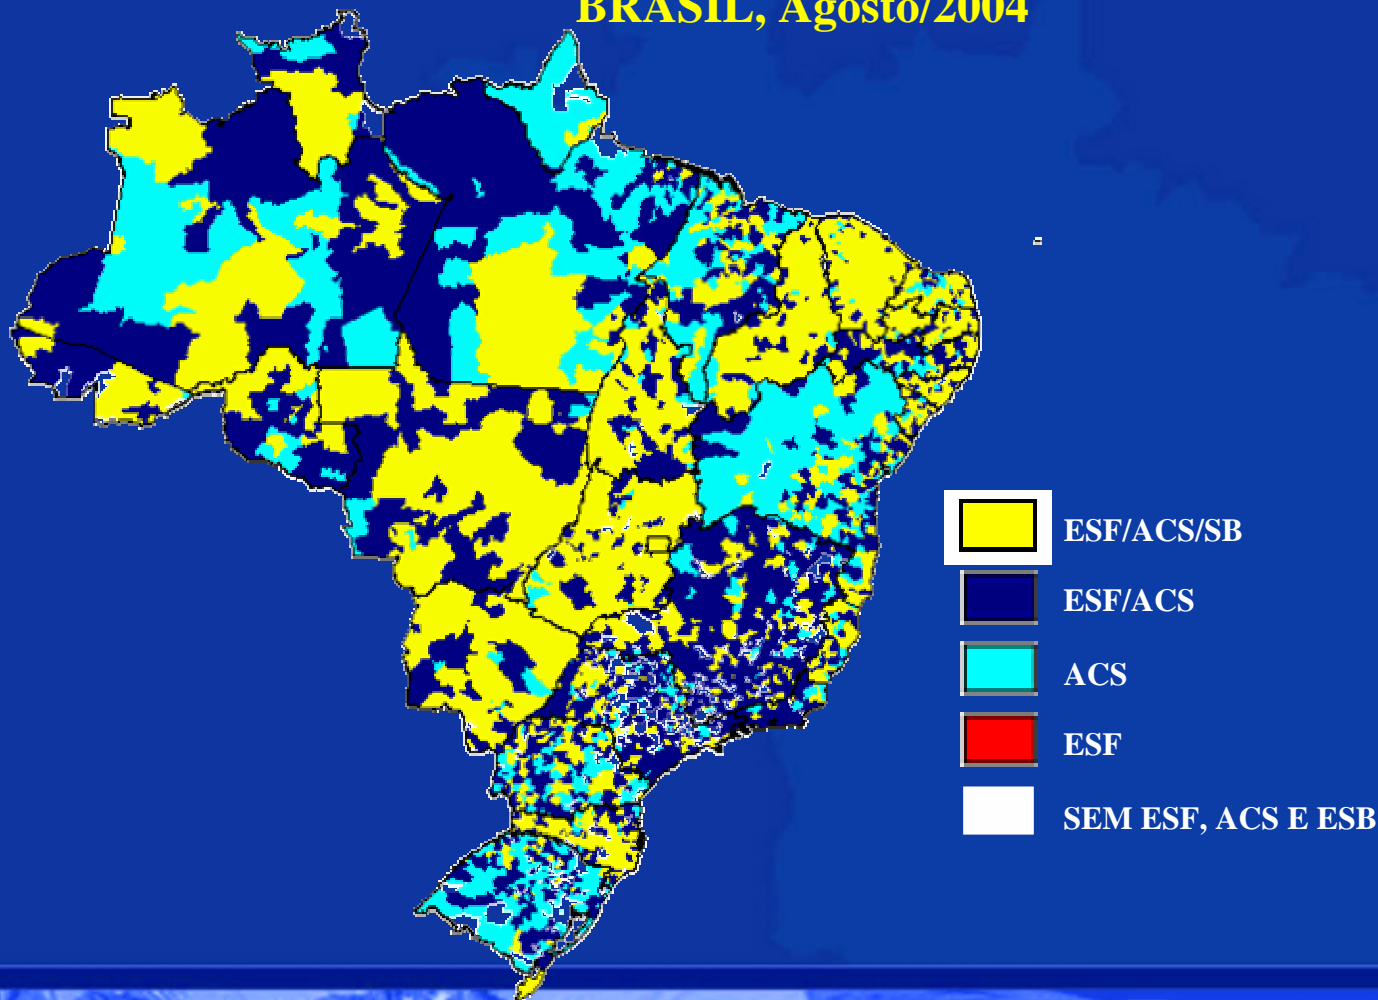 BRASIL, Agosto/2004
ESF/ACS/SB
ESF/ACS
ACS
ESF
SEM ESF, ACS E ESB